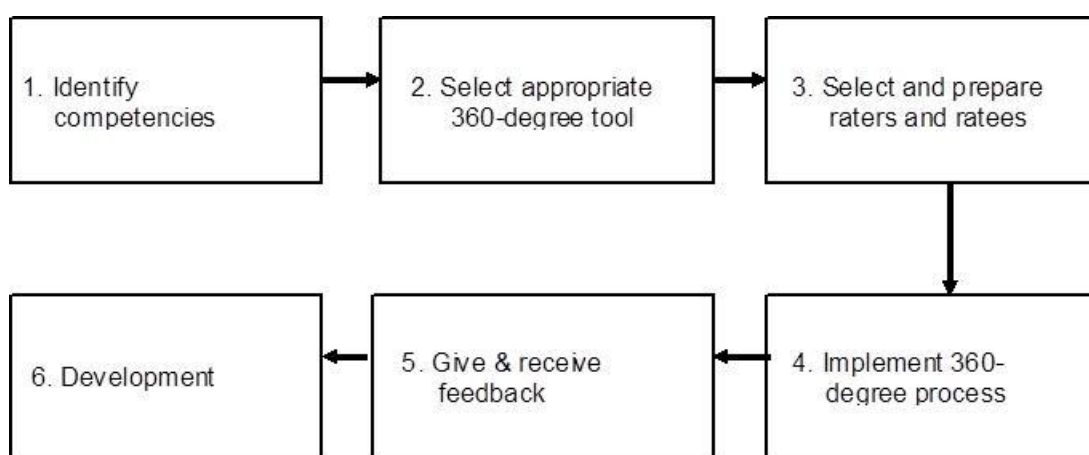 1. Identify
competencies
2. Select appropriate
360-degree tool
3. Select and prepare
raters and ratees
4. Implement 360-
degree process
5. Give & receive
feedback
6. Development